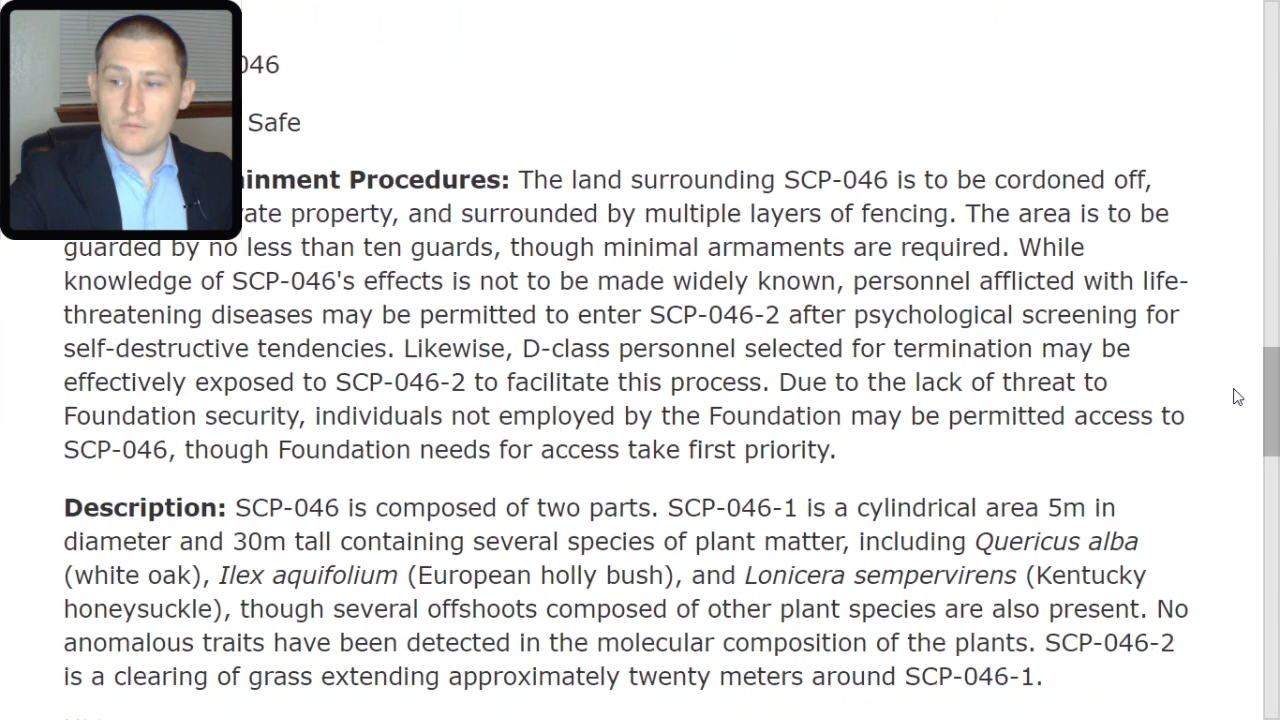 046
Safe
ainment Procedures: The land surrounding SCP-046 is to be cordoned off,
vate property, and surrounded by multiple layers of fencing. The area is to be
guarded by no less than ten guards, though minimal armaments are required. While
knowledge of SCP-046's effects is not to be made widely known, personnel afflicted with life-
threatening diseases may be permitted to enter SCP-046-2 after psychological screening for
self-destructive tendencies. Likewise, D-class personnel selected for termination may be
effectively exposed to SCP-046-2 to facilitate this process. Due to the lack of threat to
Foundation security, individuals not employed by the Foundation may be permitted access to
SCP-046, though Foundation needs for access take first priority.
Description: SCP-046 is composed of two parts. SCP-046-1 is a cylindrical area 5m in
diameter and 30m tall containing several species of plant matter, including Quericus alba
(white oak), Ilex aquifolium (European holly bush), and Lonicera sempervirens (Kentucky
honeysuckle), though several offshoots composed of other plant species are also present. No
anomalous traits have been detected in the molecular composition of the plants. SCP-046-2
is a clearing of grass extending approximately twenty meters around SCP-046-1.